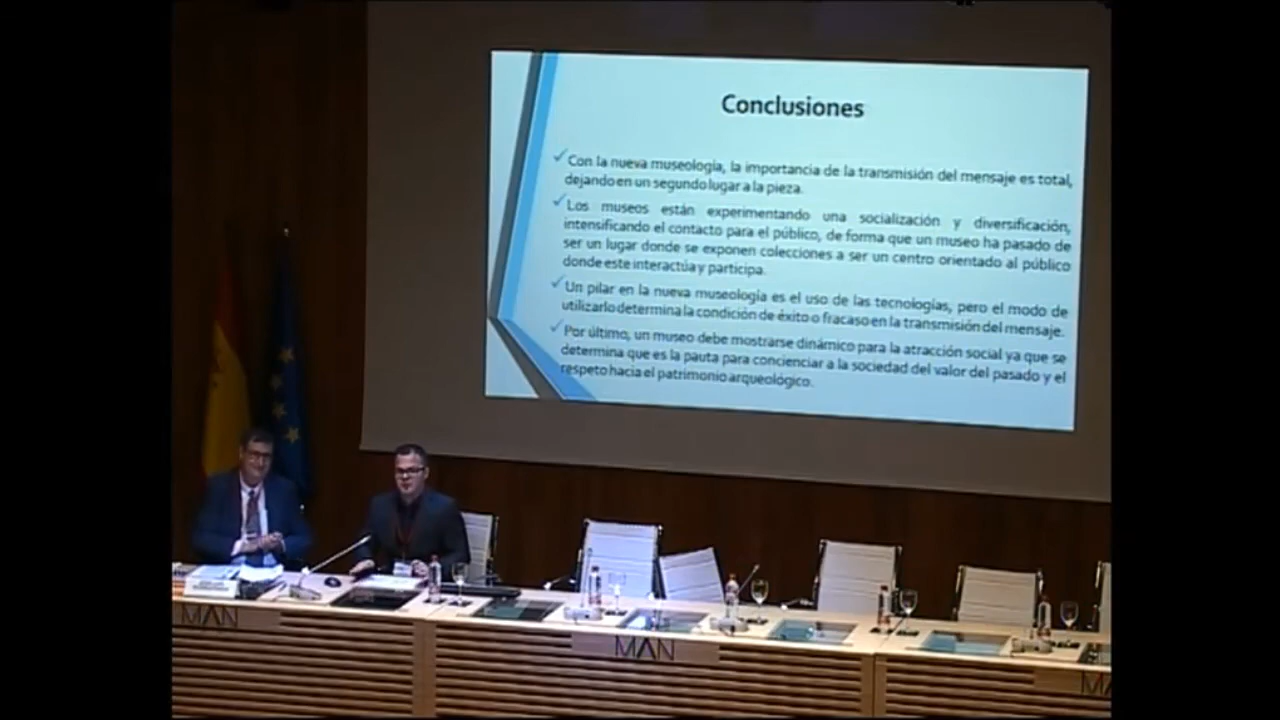 Conclusiones
Con la nueva museología, la importancia de la transmisión del mensaje es total,
dejando en un segundo lugar a la pieza.
Los museos están experimentando una socialización y diversificación,
intensificando el contacto para el público, de forma que un museo ha pasado de
ser un lugar donde se exponen colecciones a ser un centro orientado al público
donde este interactúa y participa.
Un pilar en la nueva museología es el uso de las tecnologías, pero el modo de
utilizarlo determina la condición de éxito o fracaso en la transmisión del mensaje.
Por último, un museo debe mostrarse dinámico para la atracción social ya que se
determina que es la pauta para concienciar a la sociedad del valor del pasado y el
respeto hacia el patrimonio arqueológico.
MAN
MAN
MA